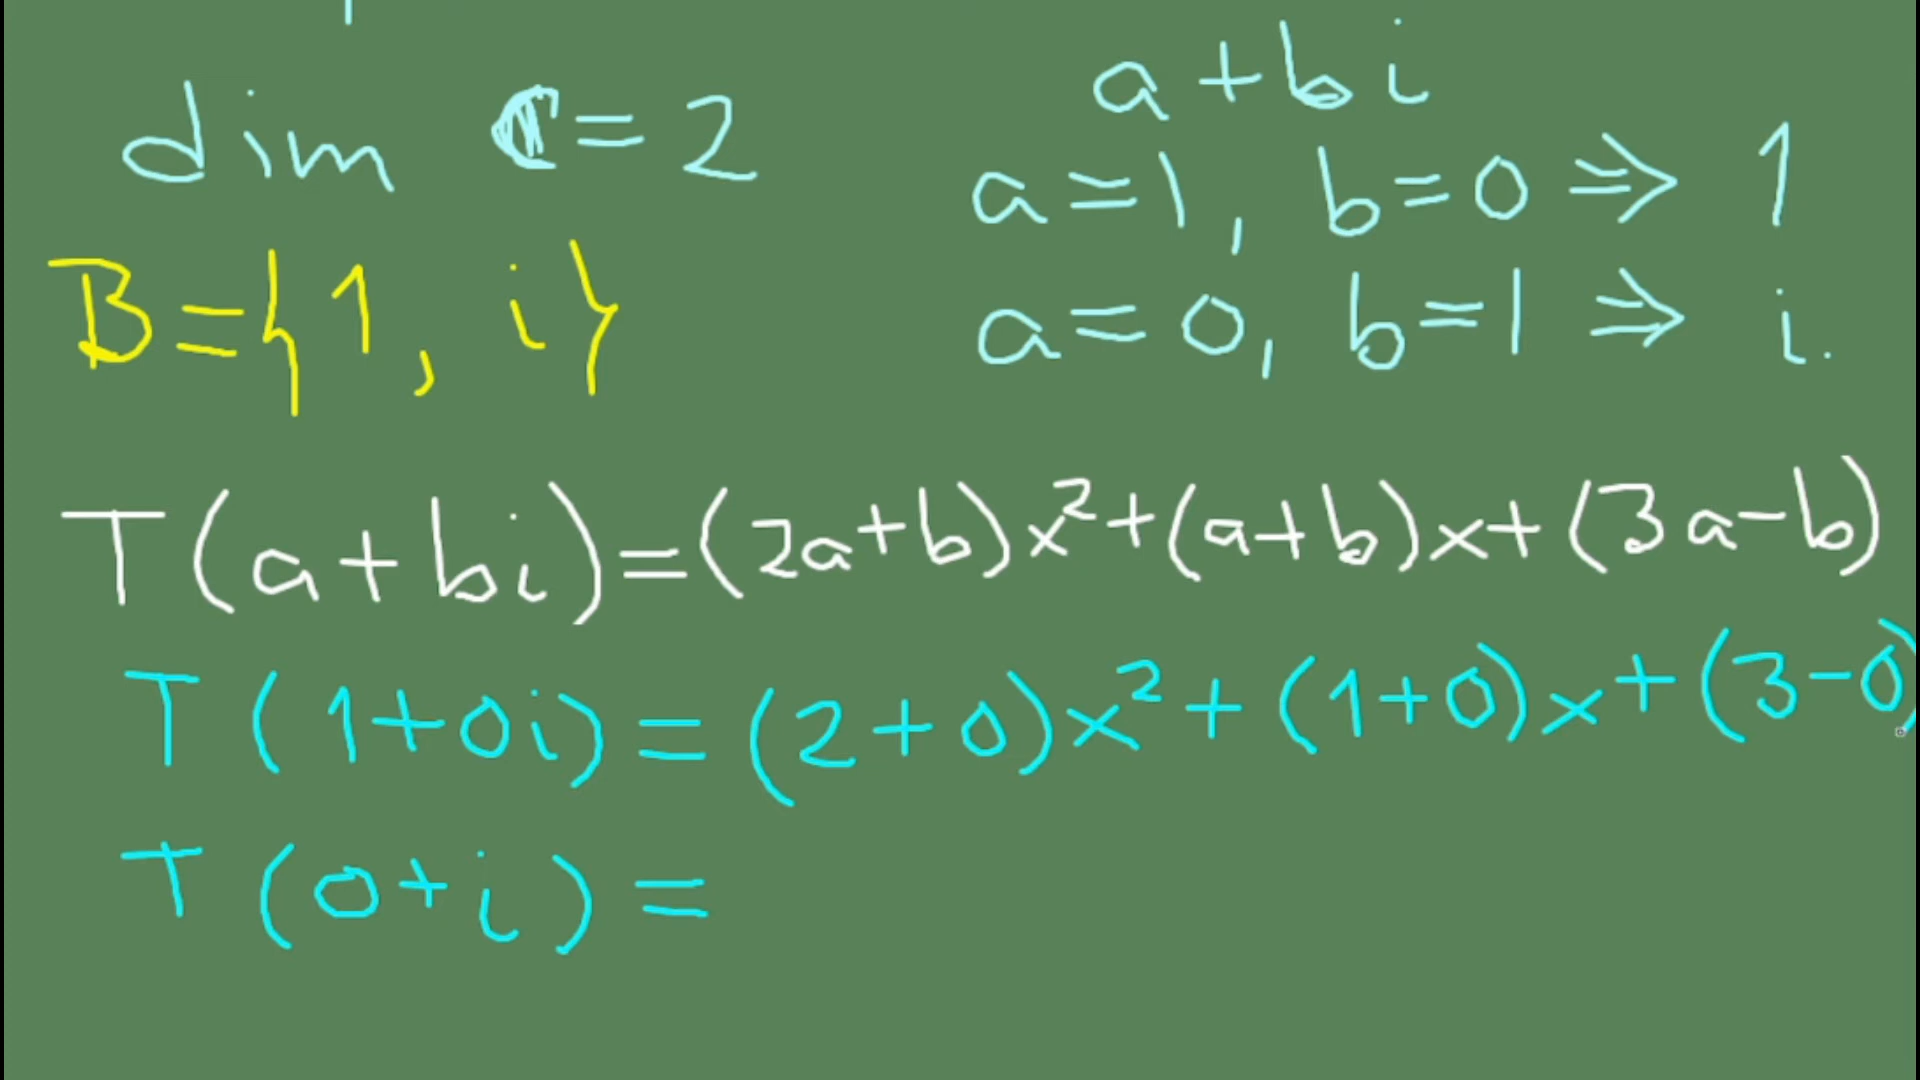 a + bi
dim ℂ = 2
a = 1, b = 0 ⇒ 1
B = {1, i}
a = 0, b = 1 ⇒ i.
T(a + bi) = (2a + b)x² + (a + b)x + (3a - b)
T(1 + 0i) = (2 + 0)x² + (1 + 0)x + (3 - 0)
T(0 + i) =